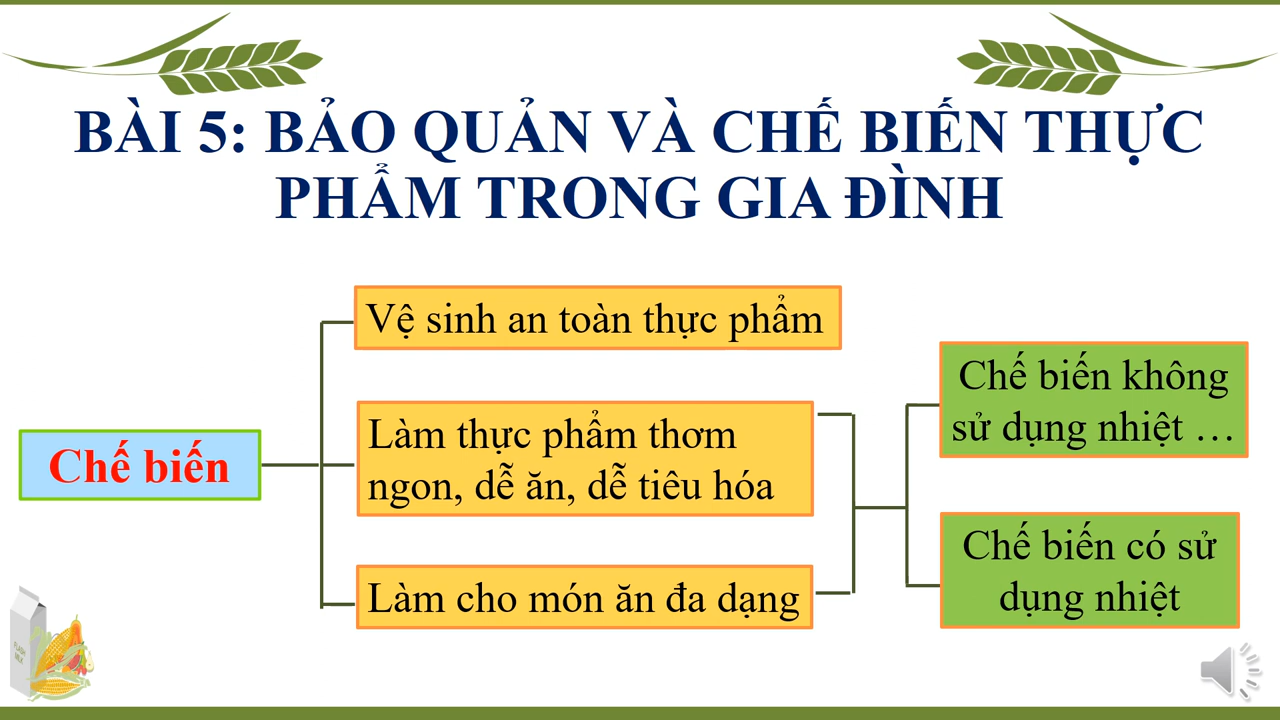 BÀI 5: BẢO QUẢN VÀ CHẾ BIẾN THỰC
PHẨM TRONG GIA ĐÌNH
Vệ sinh an toàn thực phẩm
Chế biến không
sử dụng nhiệt ...
Làm thực phẩm thơm
ngon, dễ ăn, dễ tiêu hóa
Chế biến
Chế biến có sử
dụng nhiệt
Làm cho món ăn đa dạng